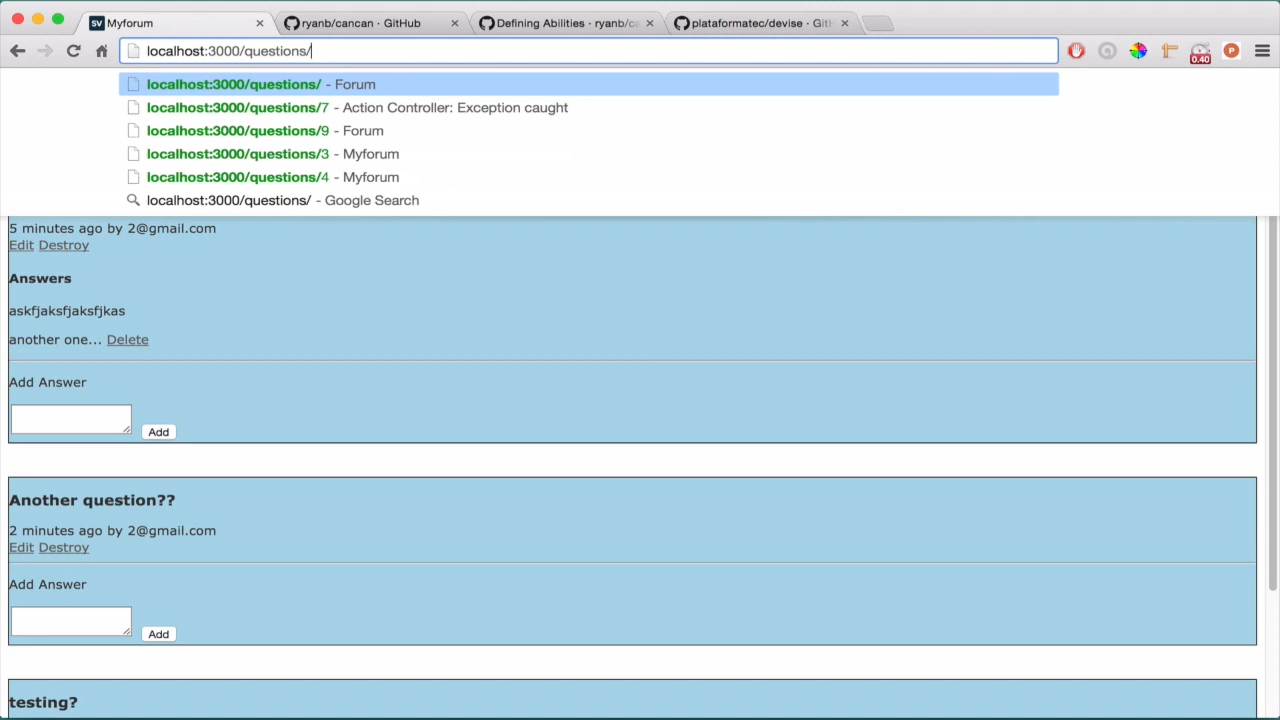 SV Myforum
ryanb/cancan · GitHub
Defining Abilities · ryanb/ca
plataformatec/devise · GitH
localhost:3000/questions/
0.40
P
localhost:3000/questions/ - Forum
localhost:3000/questions/7 - Action Controller: Exception caught
localhost:3000/questions/9 - Forum
localhost:3000/questions/3 - Myforum
localhost:3000/questions/4 - Myforum
localhost:3000/questions/ - Google Search
5 minutes ago by 2@gmail.com
Edit Destroy
Answers
askfjaksfjaksfjkas
another one... Delete
Add Answer
Add
Another question??
2 minutes ago by 2@gmail.com
Edit Destroy
Add Answer
Add
testing?